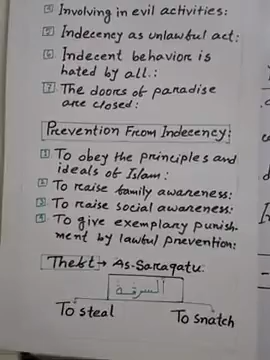 ④ Involving in evil activities:
⑤ Indecency as unlawful act:
⑥ Indecent behavior is
hated by all.:
⑦ The doors of paradise
are closed:
Prevention From Indecency:
① To obey the principles and
ideals of Islam:
② To raise family awareness:
③ To raise social awareness:
④ To give exemplary punish-
ment by lawful prevention:
Theft → As-Saraqatu:
السرقة
To steal
To snatch